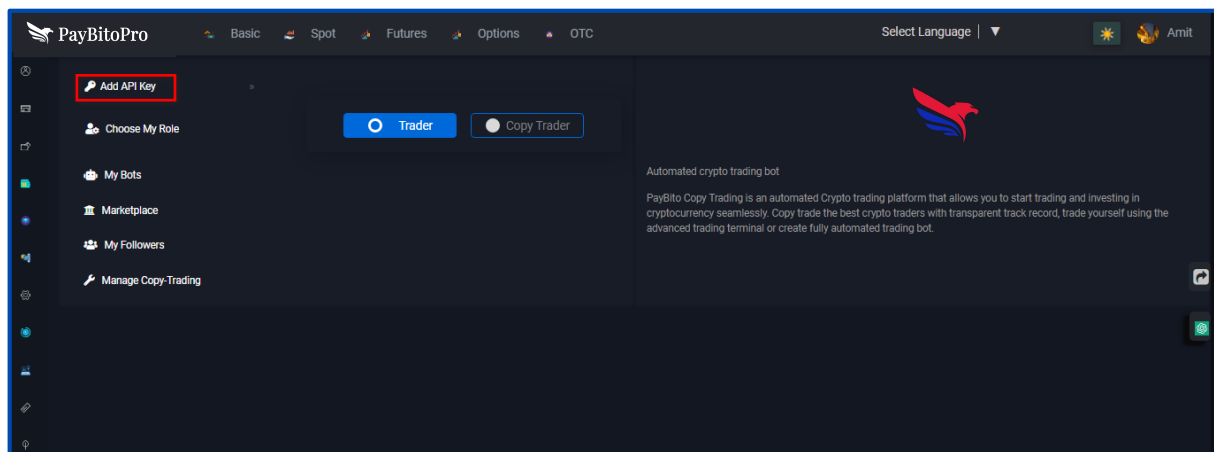 PayBitoPro
Basic
Spot
Futures
Options
OTC
Select Language ▼
Amit
Add API Key »
Choose My Role
Trader
Copy Trader
My Bots
Marketplace
My Followers
Manage Copy-Trading
Automated crypto trading bot
PayBito Copy Trading is an automated Crypto trading platform that allows you to start trading and investing in
cryptocurrency seamlessly. Copy trade the best crypto traders with transparent track record, trade yourself using the
advanced trading terminal or create fully automated trading bot.